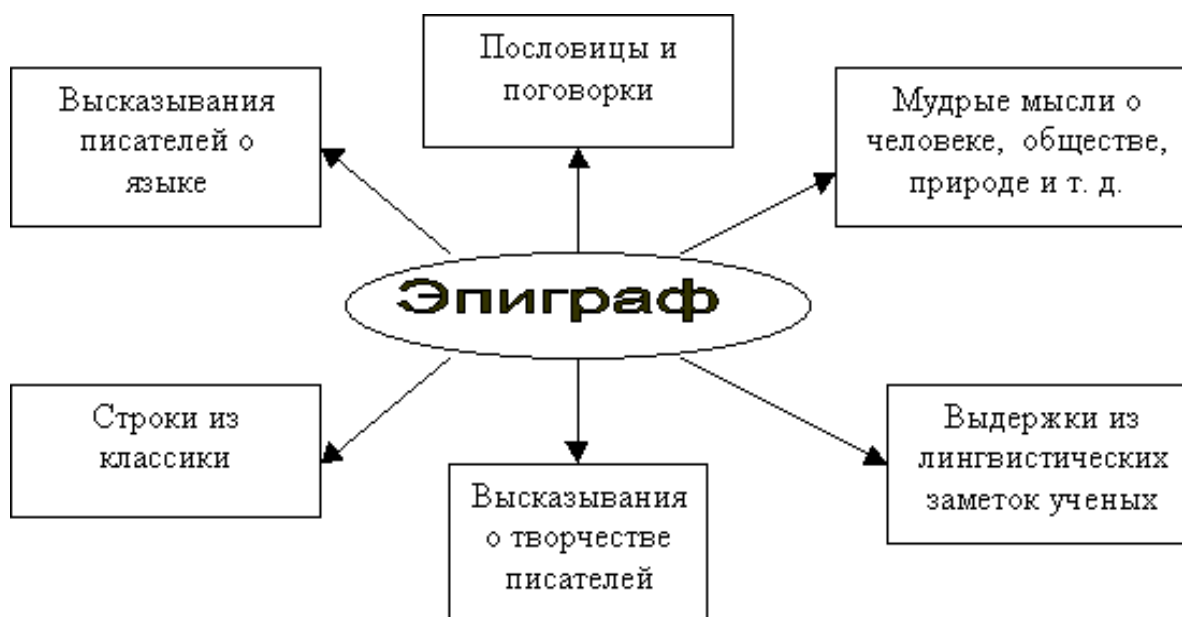 Высказывания
писателей о
языке
Пословицы и
поговорки
Мудрые мысли о
человеке, обществе,
природе и т. д.
Эпиграф
Строки из
классики
Высказывания
о творчестве
писателей
Выдержки из
лингвистических
заметок ученых